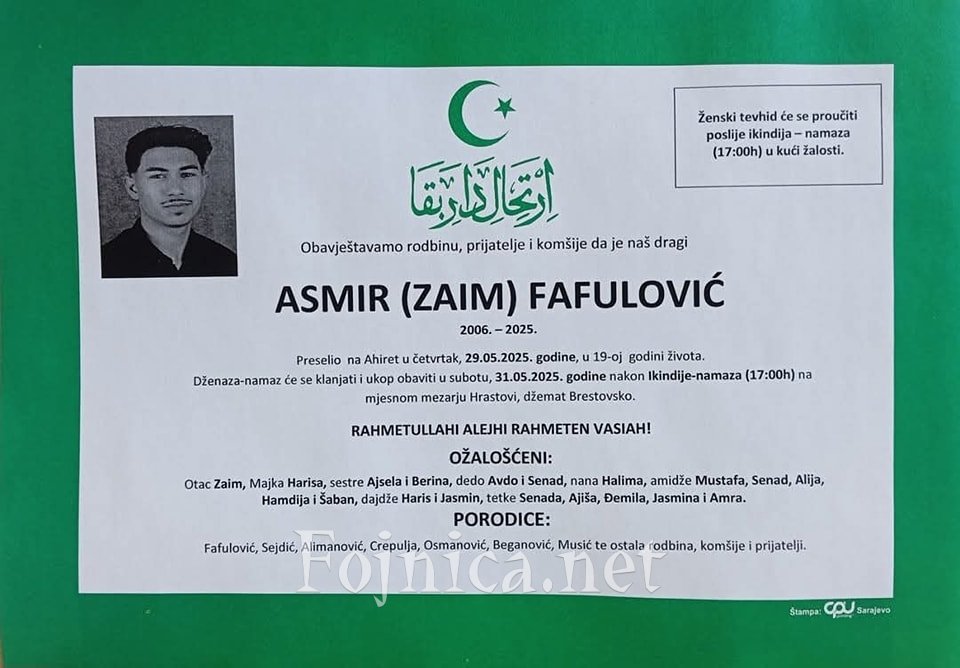 Ženski tevhid će se proučiti
poslije ikindija – namaza
(17:00h) u kući žalosti.
اِرْتِحَالِ دَارِ بَقَا
Obavještavamo rodbinu, prijatelje i komšije da je naš dragi
ASMIR (ZAIM) FAFULOVIĆ
2006. – 2025.
Preselio na Ahiret u četvrtak, 29.05.2025. godine, u 19-oj godini života.
Dženaza-namaz će se klanjati i ukop obaviti u subotu, 31.05.2025. godine nakon Ikindije-namaza (17:00h) na
mjesnom mezarju Hrastovi, džemat Brestovsko.
RAHMETULLAHI ALEJHI RAHMETEN VASIAH!
OŽALOŠĆENI:
Otac Zaim, Majka Harisa, sestre Ajsela i Berina, dedo Avdo i Senad, nana Halima, amidže Mustafa, Senad, Alija,
Hamdija i Šaban, dajdže Haris i Jasmin, tetke Senada, Ajiša, Đemila, Jasmina i Amra.
PORODICE:
Fafulović, Sejdić, Alimanović, Crepulja, Osmanović, Beganović, Musić te ostala rodbina, komšije i prijatelji.
Fojnica.net
Štampa: CPU printing Sarajevo